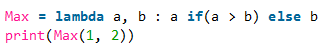 Max = lambda a, b : a if(a > b) else b
print(Max(1, 2))